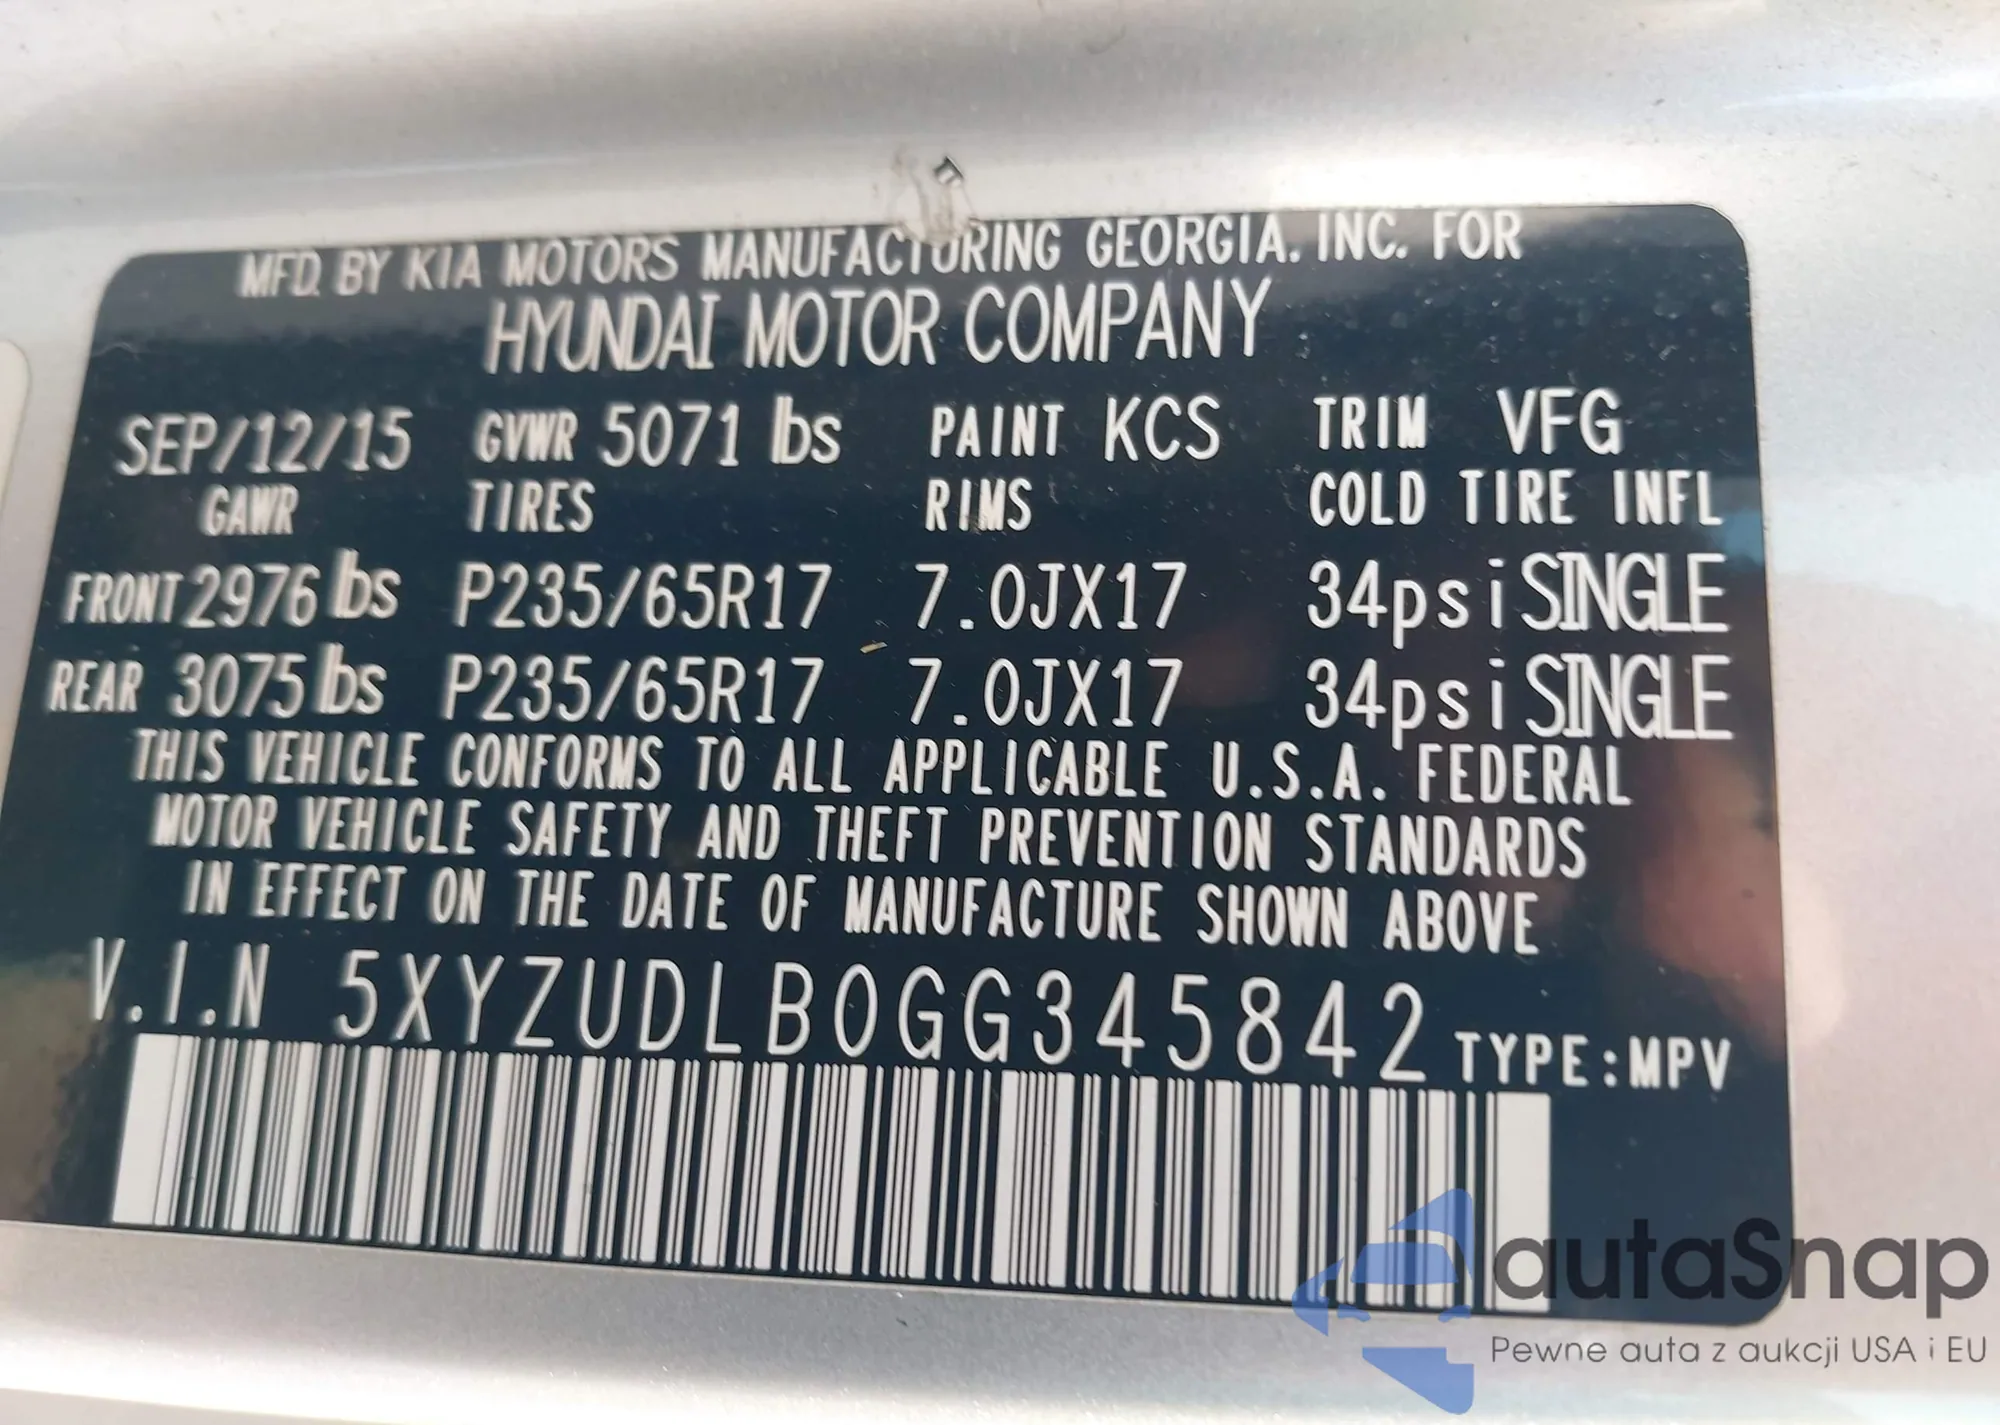 MFD. BY KIA MOTORS MANUFACTURING GEORGIA. INC. FOR
HYUNDAI MOTOR COMPANY
SEP/12/15 GVWR 5071 lbs PAINT KCS TRIM VFG
GAWR TIRES RIMS COLD TIRE INFL
FRONT 2976 lbs P235/65R17 7.0JX17 34psi SINGLE
REAR 3075 lbs P235/65R17 7.0JX17 34psi SINGLE
THIS VEHICLE CONFORMS TO ALL APPLICABLE U.S.A. FEDERAL
MOTOR VEHICLE SAFETY AND THEFT PREVENTION STANDARDS
IN EFFECT ON THE DATE OF MANUFACTURE SHOWN ABOVE
V.I.N 5XYZUDLB0GG345842 TYPE:MPV
autaSnap
Pewne auta z aukcji USA i EU